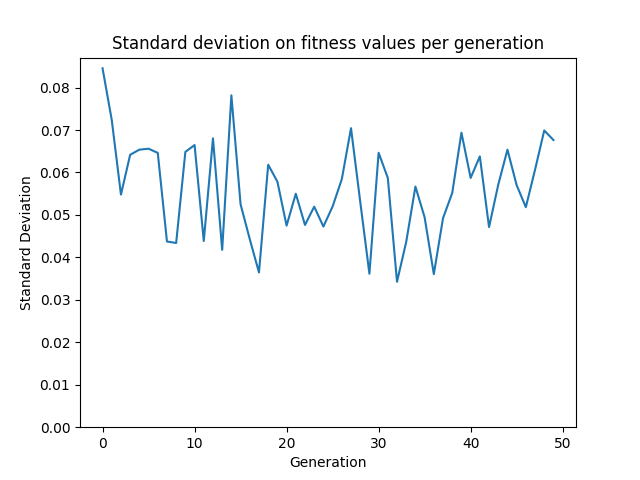 Standard deviation on fitness values per generation
Standard Deviation
0.08
0.07
0.06
0.05
0.04
0.03
0.02
0.01
0.00
0 10 20 30 40 50
Generation